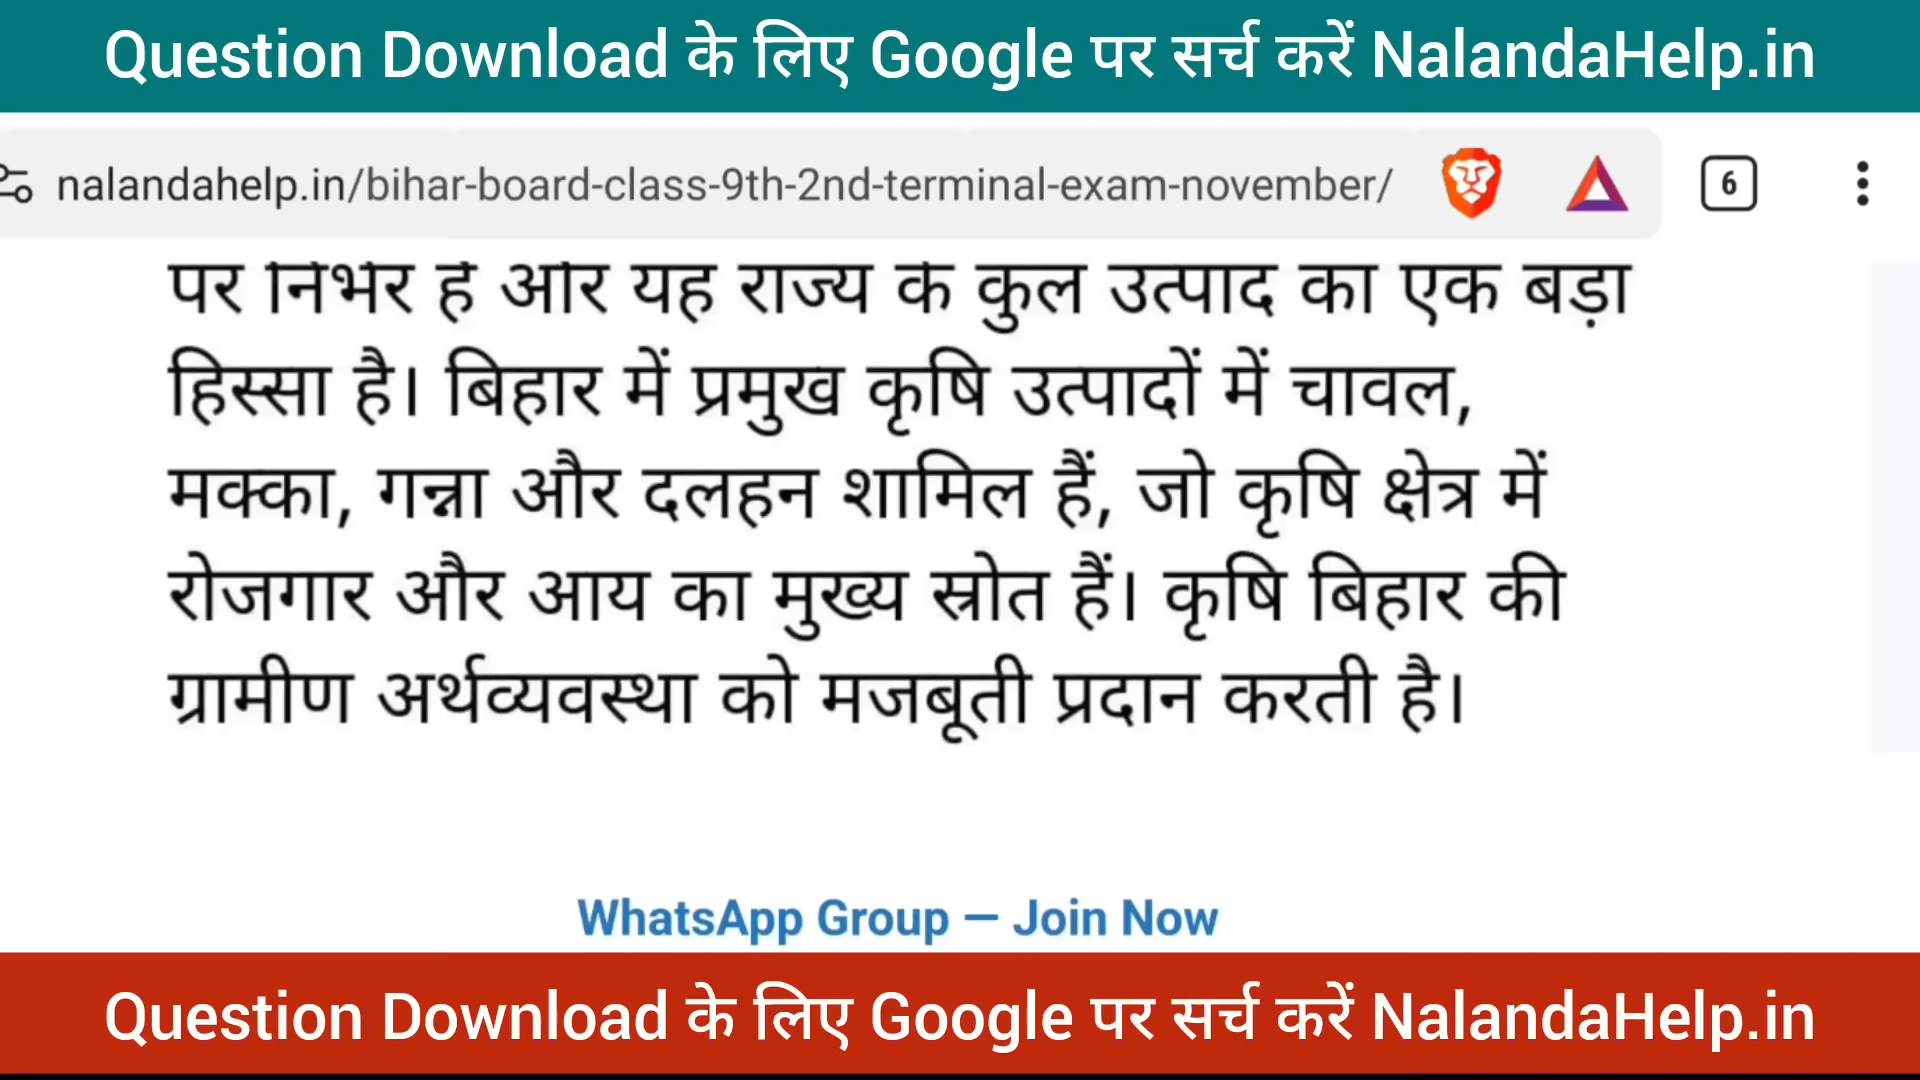 Question Download के लिए Google पर सर्च करें NalandaHelp.in
nalandahelp.in/bihar-board-class-9th-2nd-terminal-exam-november/
6
पर निर्भर है और यह राज्य के कुल उत्पाद का एक बड़ा
हिस्सा है। बिहार में प्रमुख कृषि उत्पादों में चावल,
मक्का, गन्ना और दलहन शामिल हैं, जो कृषि क्षेत्र में
रोजगार और आय का मुख्य स्रोत हैं। कृषि बिहार की
ग्रामीण अर्थव्यवस्था को मजबूती प्रदान करती है।
WhatsApp Group — Join Now
Question Download के लिए Google पर सर्च करें NalandaHelp.in